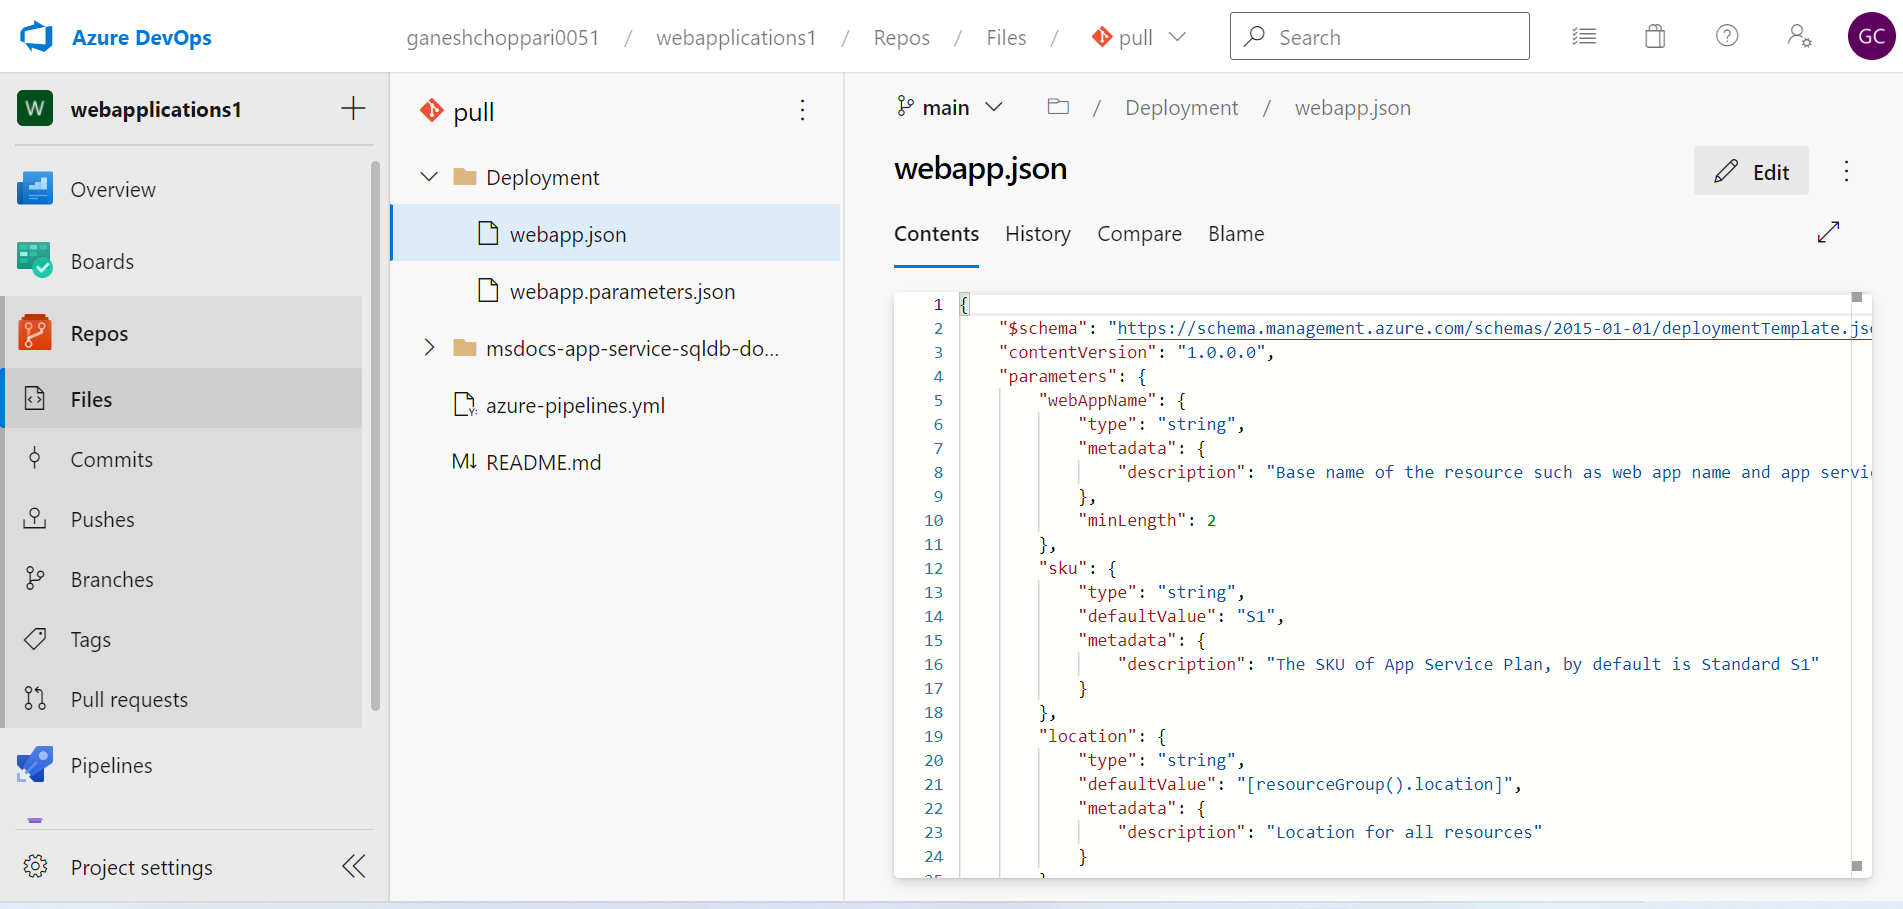 Azure DevOps
ganeshchoppari0051 / webapplications1 / Repos / Files / pull
Search
GC
W webapplications1
Overview
Boards
Repos
Files
Commits
Pushes
Branches
Tags
Pull requests
Pipelines
Project settings
pull
Deployment
webapp.json
webapp.parameters.json
msdocs-app-service-sqldb-do...
azure-pipelines.yml
M↓ README.md
main / Deployment / webapp.json
webapp.json
Edit
Contents History Compare Blame
1 {
2 "$schema": "https://schema.management.azure.com/schemas/2015-01-01/deploymentTemplate.jso
3 "contentVersion": "1.0.0.0",
4 "parameters": {
5 "webAppName": {
6 "type": "string",
7 "metadata": {
8 "description": "Base name of the resource such as web app name and app servi
9 },
10 "minLength": 2
11 },
12 "sku": {
13 "type": "string",
14 "defaultValue": "S1",
15 "metadata": {
16 "description": "The SKU of App Service Plan, by default is Standard S1"
17 }
18 },
19 "location": {
20 "type": "string",
21 "defaultValue": "[resourceGroup().location]",
22 "metadata": {
23 "description": "Location for all resources"
24 }